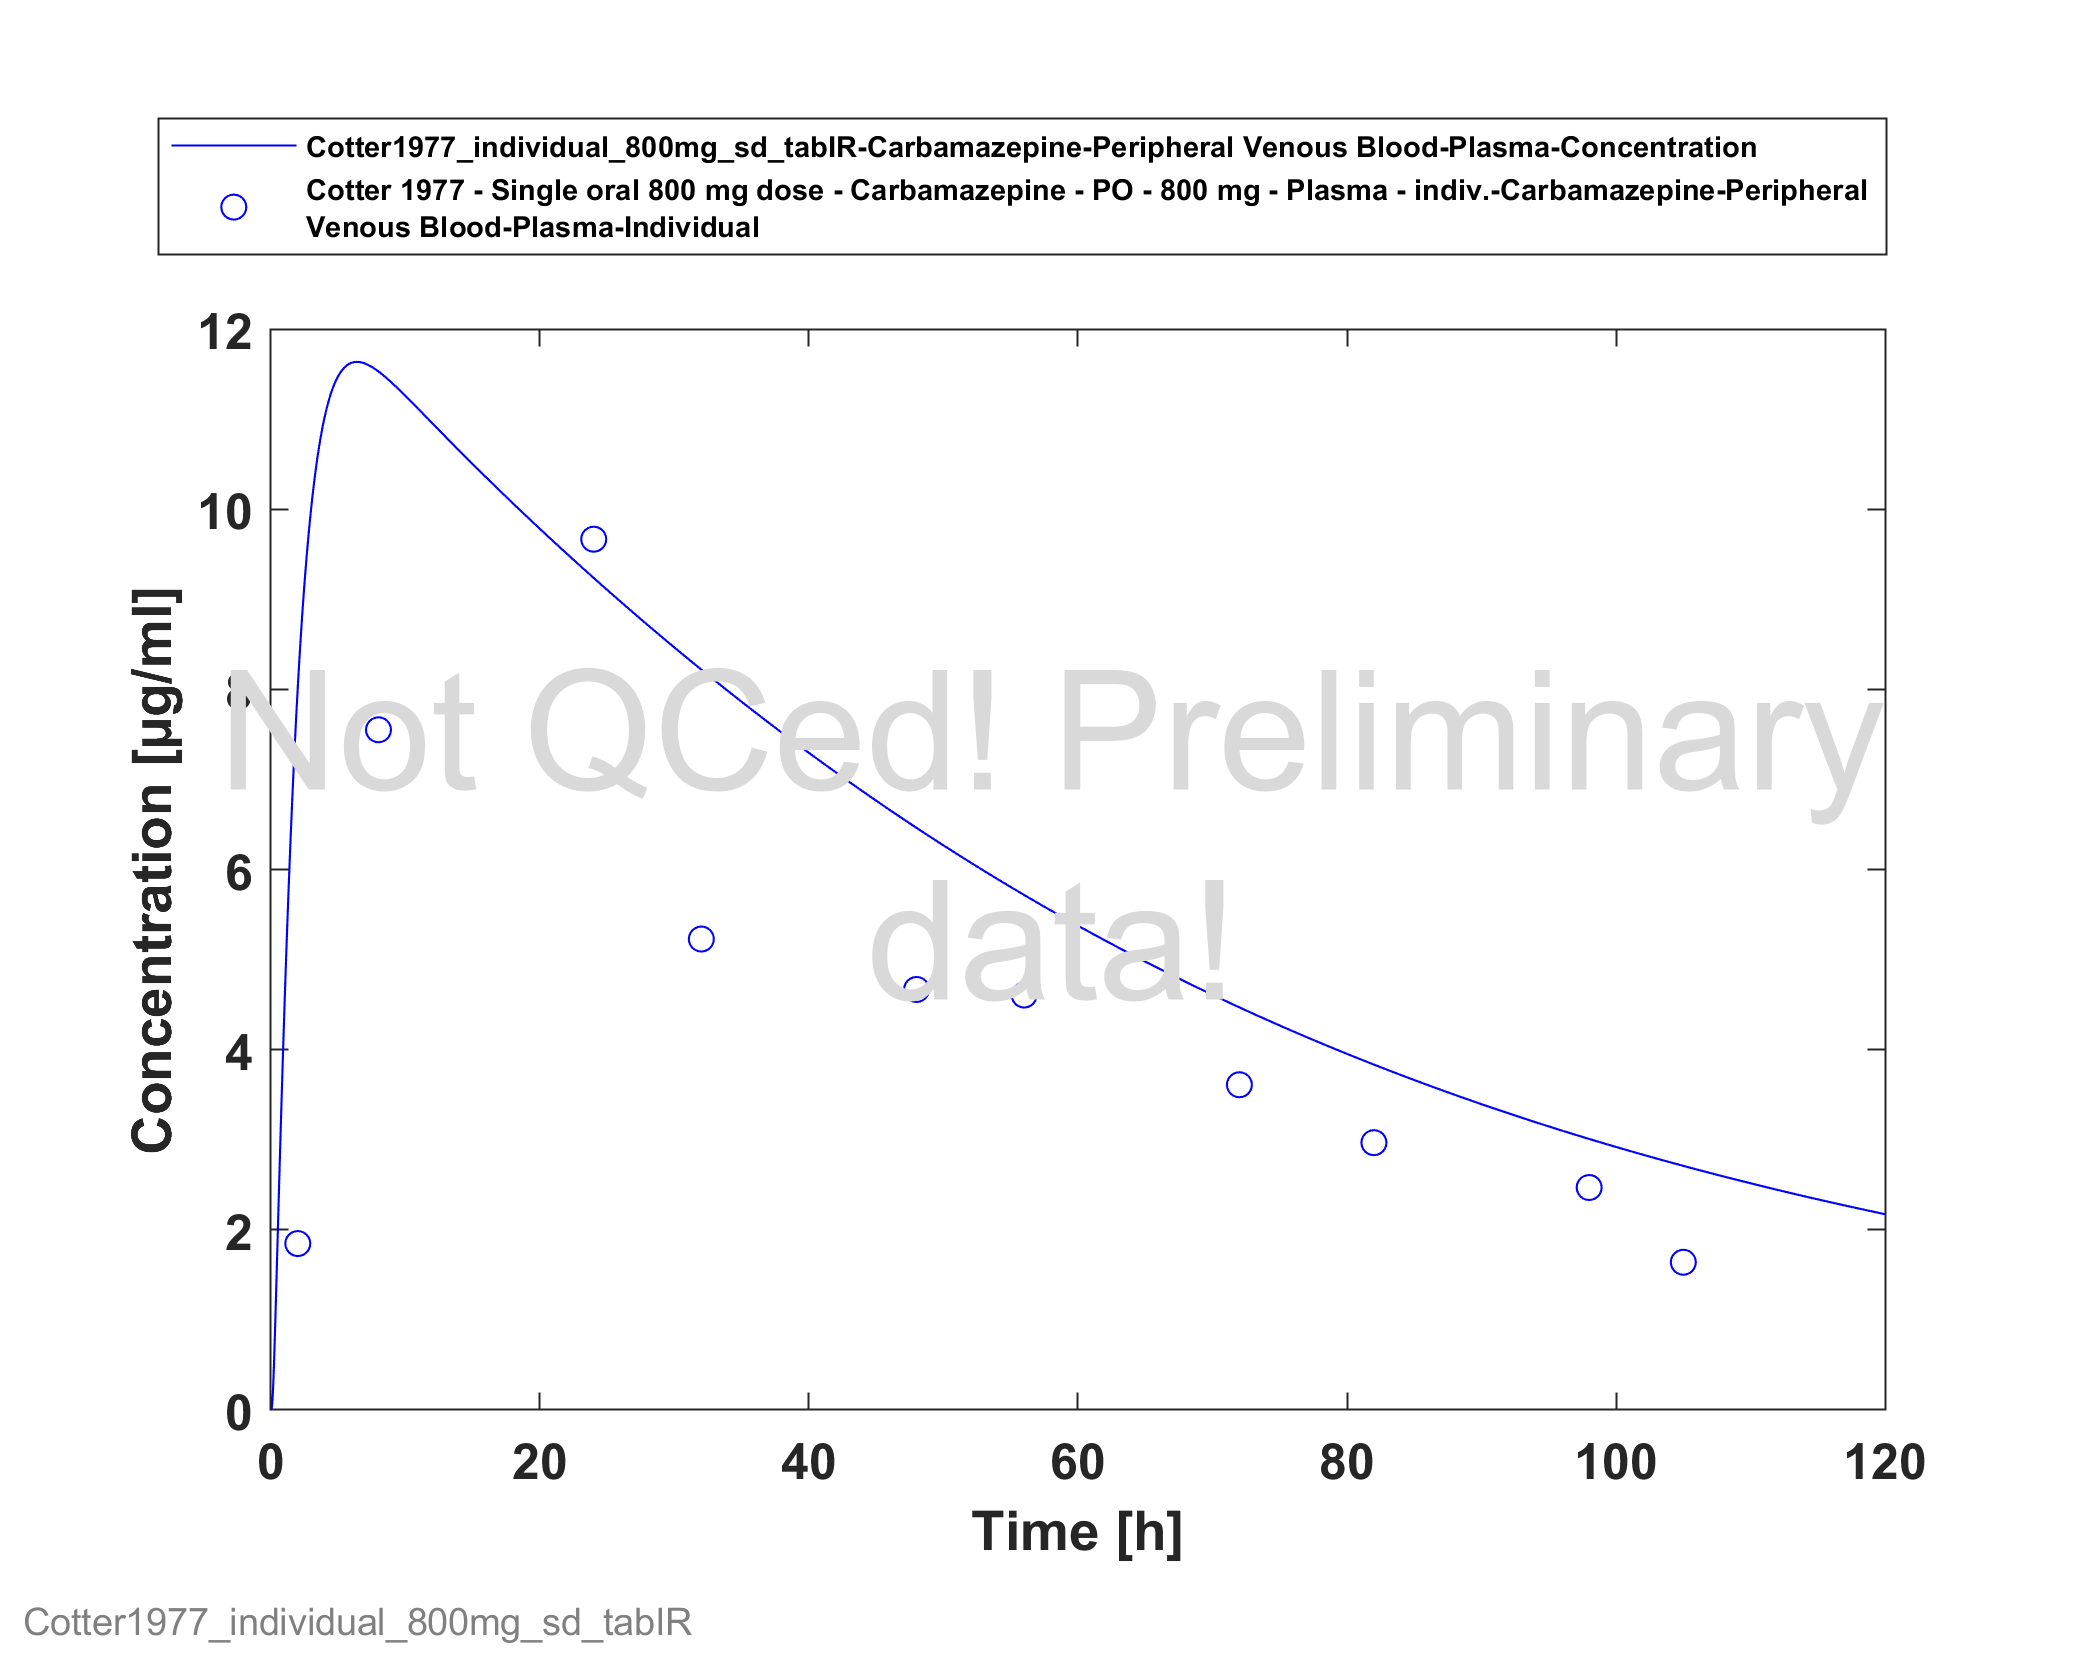 Cotter1977_individual_800mg_sd_tabIR-Carbamazepine-Peripheral Venous Blood-Plasma-Concentration
Cotter 1977 - Single oral 800 mg dose - Carbamazepine - PO - 800 mg - Plasma - indiv.-Carbamazepine-Peripheral
Venous Blood-Plasma-Individual
12
10
8
6
4
2
0
Concentration [µg/ml]
Not QCed! Preliminary
data!
0 20 40 60 80 100 120
Time [h]
Cotter1977_individual_800mg_sd_tabIR